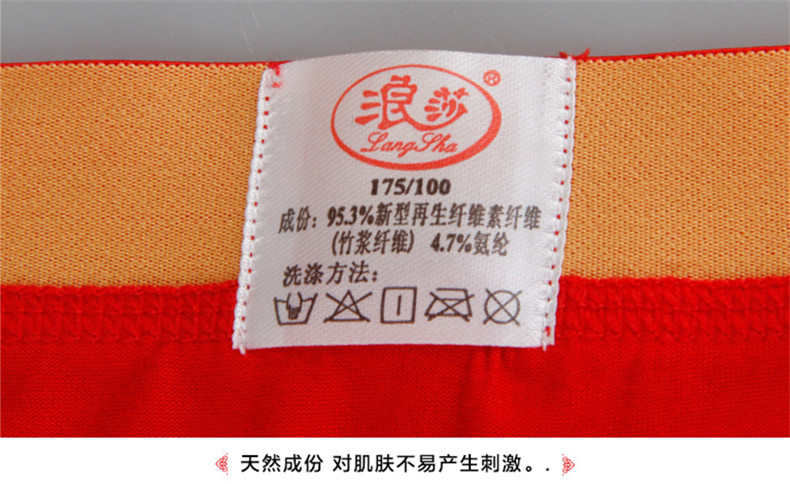 浪莎®
LangSha
175/100
成份：95.3%新型再生纤维素纤维
(竹浆纤维) 4.7%氨纶
洗涤方法：
天然成份 对肌肤不易产生刺激。.